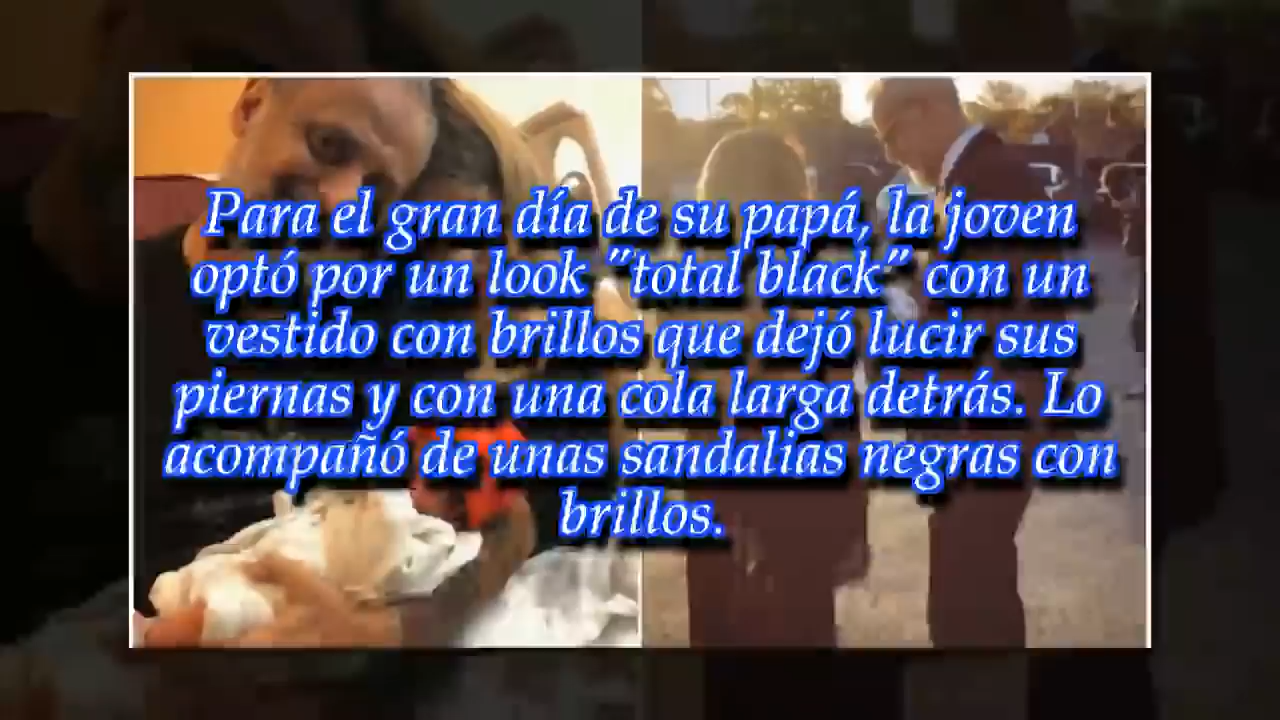 Para el gran día de su papá, la joven
optó por un look "total black" con un
vestido con brillos que dejó lucir sus
piernas y con una cola larga detrás. Lo
acompañó de unas sandalias negras con
brillos.